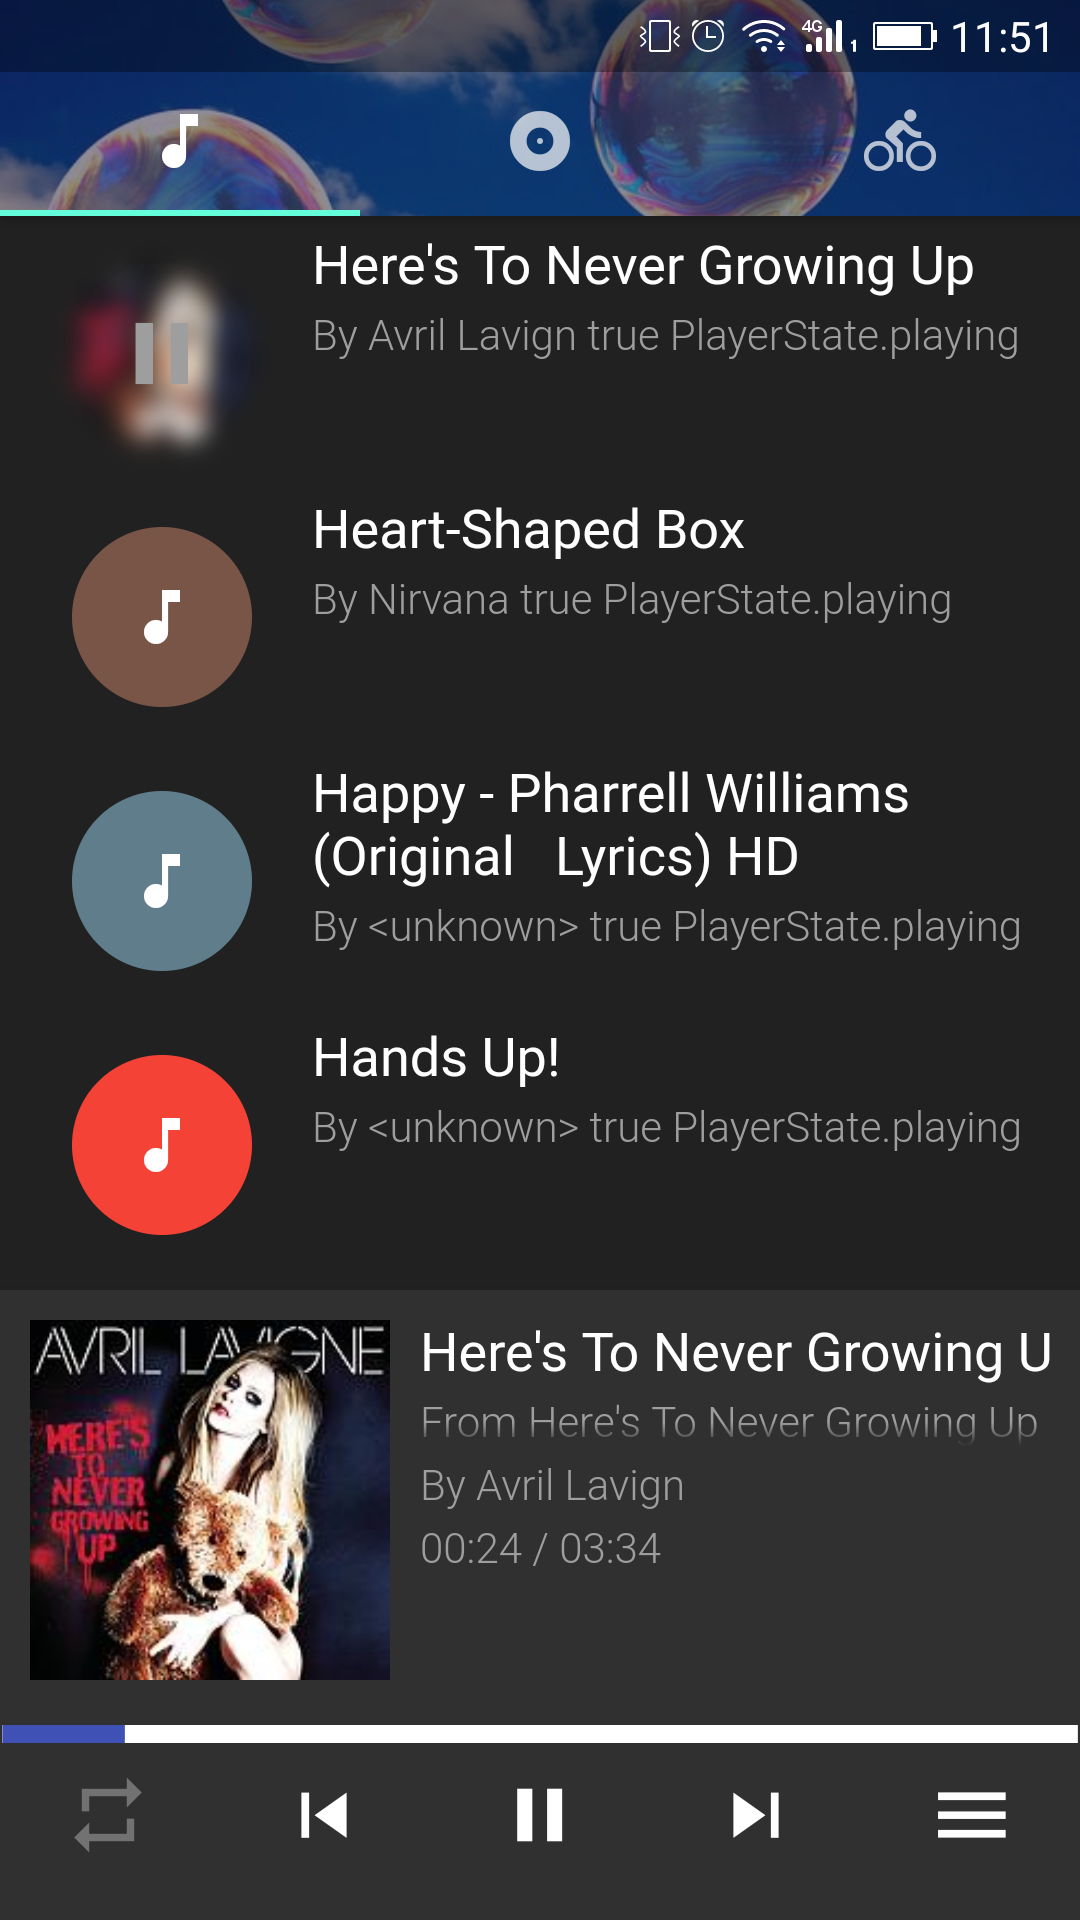 4G 1 11:51
Here's To Never Growing Up
By Avril Lavign true PlayerState.playing
Heart-Shaped Box
By Nirvana true PlayerState.playing
Happy - Pharrell Williams
(Original   Lyrics) HD
By <unknown> true PlayerState.playing
Hands Up!
By <unknown> true PlayerState.playing
AVRIL LAVIGNE
HERE'S
TO
NEVER
GROWING
UP
Here's To Never Growing U
From Here's To Never Growing Up
By Avril Lavign
00:24 / 03:34